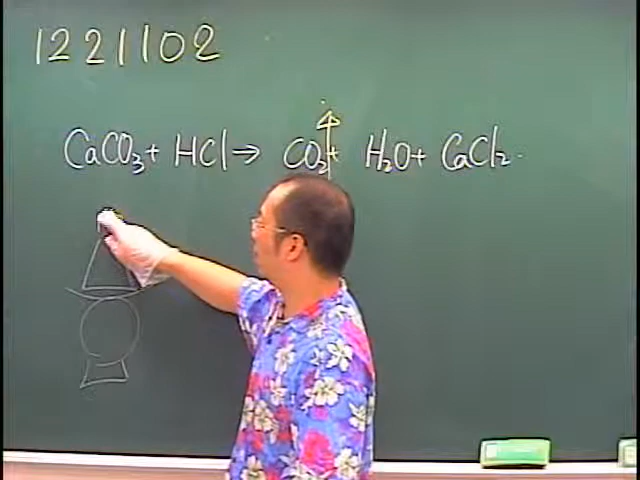 1221102
CaCO₃ + HCl → CO₂↑ + H₂O + CaCl₂